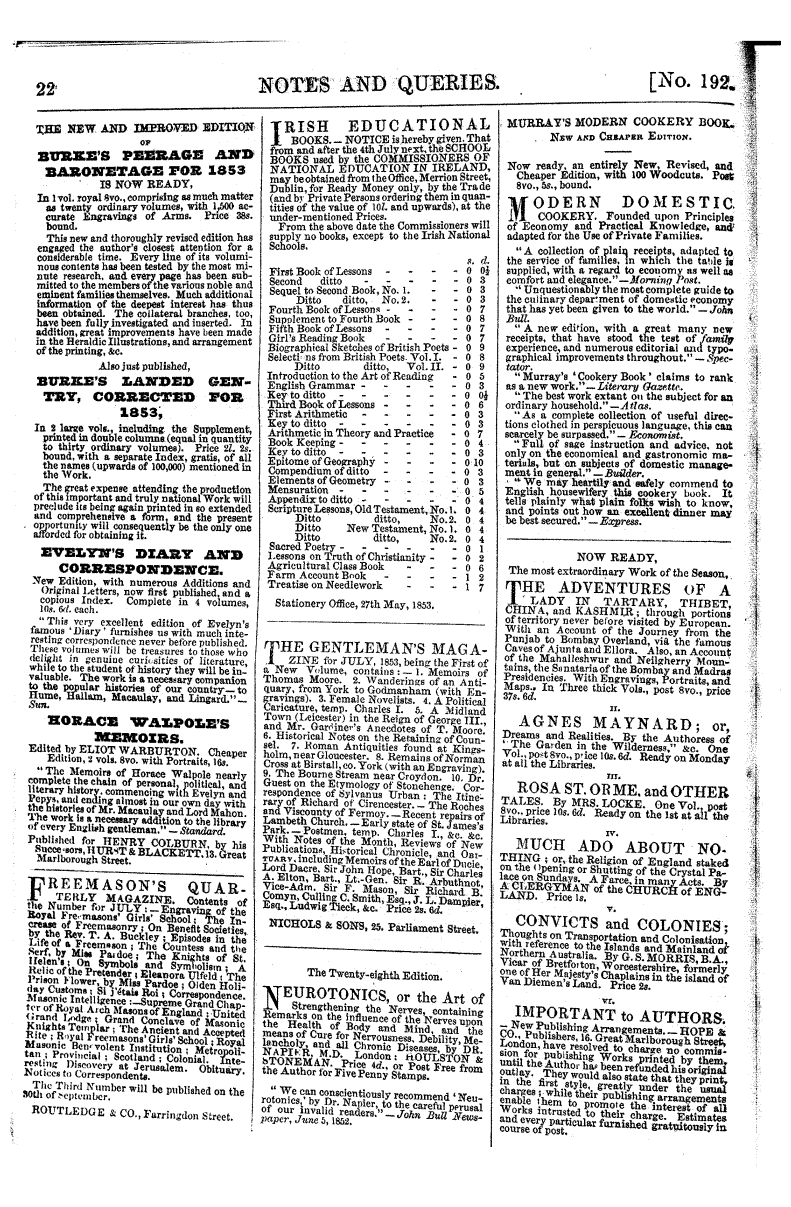 22 NOTES AND QUERIES. [No. 192.
THE NEW AND IMPROVED EDITION
OF
BURKE'S PEERAGE AND
BARONETAGE FOR 1853
IS NOW READY,
In 1 vol. royal 8vo., comprising as much matter
as twenty ordinary volumes, with 1,500 ac-
curate Engravings of Arms. Price 38s.
bound.
This new and thoroughly revised edition has
engaged the author's closest attention for a
considerable time. Every line of its volumi-
nous contents has been tested by the most mi-
nute research, and every page has been sub-
mitted to the members of the various noble and
eminent families themselves. Much additional
information of the deepest interest has thus
been obtained. The collateral branches, too,
have been fully investigated and inserted. In
addition, great improvements have been made
in the Heraldic Illustrations, and arrangement
of the printing, &c.
Also just published,
BURKE'S LANDED GEN-
TRY, CORRECTED FOR
1853;
In 2 large vols., including the Supplement,
printed in double columns (equal in quantity
to thirty ordinary volumes). Price 2l. 2s.
bound, with a separate Index, gratis, of all
the names (upwards of 100,000) mentioned in
the Work.
The great expense attending the production
of this important and truly national Work will
preclude its being again printed in so extended
and comprehensive a form, and the present
opportunity will consequently be the only one
afforded for obtaining it.
EVELYN'S DIARY AND
CORRESPONDENCE.
New Edition, with numerous Additions and
Original Letters, now first published, and a
copious Index. Complete in 4 volumes,
10s. 6d. each.
"This very excellent edition of Evelyn's
famous 'Diary' furnishes us with much inte-
resting correspondence never before published.
These volumes will be treasures to those who
delight in genuine curiosities of literature,
while to the student of history they will be in-
valuable. The work is a necessary companion
to the popular histories of our country — to
Hume, Hallam, Macaulay, and Lingard." —
Sun.
HORACE WALPOLE'S
MEMOIRS.
Edited by ELIOT WARBURTON. Cheaper
Edition, 2 vols. 8vo. with Portraits, 16s.
"The Memoirs of Horace Walpole nearly
complete the chain of personal, political, and
literary history, commencing with Evelyn and
Pepys, and ending almost in our own day with
the histories of Mr. Macaulay and Lord Mahon.
The work is a necessary addition to the library
of every English gentleman." — Standard.
Published for HENRY COLBURN, by his
Successors, HURST & BLACKETT, 13. Great
Marlborough Street.
FREEMASON'S QUAR-
TERLY MAGAZINE. Contents of
the Number for JULY: — Engraving of the
Royal Freemasons' Girls' School; The In-
crease of Freemasonry; On Benefit Societies,
by the Rev. T. A. Buckley; Episodes in the
Life of a Freemason; The Countess and the
Serf, by Miss Pardoe; The Knights of St.
Helen's; On Symbols and Symbolism; A
Relic of the Pretender; Eleanora Ulfeld; The
Prison Flower, by Miss Pardoe; Olden Holi-
day Customs; Si j'étais Roi; Correspondence.
Masonic Intelligence: — Supreme Grand Chap-
ter of Royal Arch Masons of England; United
Grand Lodge; Grand Conclave of Masonic
Knights Templar; The Ancient and Accepted
Rite; Royal Freemasons' Girls' School; Royal
Masonic Benevolent Institution; Metropoli-
tan; Provincial; Scotland; Colonial. Inte-
resting Discovery at Jerusalem. Obituary.
Notices to Correspondents.
The Third Number will be published on the
30th of September.
ROUTLEDGE & CO., Farringdon Street.
IRISH EDUCATIONAL
BOOKS. — NOTICE is hereby given, That
from and after the 4th July next, the SCHOOL
BOOKS used by the COMMISSIONERS OF
NATIONAL EDUCATION IN IRELAND,
may be obtained from the Office, Merrion Street,
Dublin, for Ready Money only, by the Trade
(and by Private Persons ordering them in quan-
tities of the value of 10l. and upwards), at the
under-mentioned Prices.
From the above date the Commissioners will
supply no books, except to the Irish National
Schools.
s. d.
First Book of Lessons - - - 0 0½
Second ditto - - - - 0 3
Sequel to Second Book, No. 1. - - 0 3
Ditto ditto, No. 2. - - 0 3
Fourth Book of Lessons - - - 0 7
Supplement to Fourth Book - - - 0 8
Fifth Book of Lessons - - - 0 7
Girl's Reading Book - - - 0 7
Biographical Sketches of British Poets - 0 9
Selections from British Poets. Vol. I. - 0 8
Ditto ditto, Vol. II. - 0 9
Introduction to the Art of Reading - 0 5
English Grammar - - - - 0 3
Key to ditto - - - - 0 0½
Third Book of Lessons - - - 0 6
First Arithmetic - - - - 0 3
Key to ditto - - - - 0 3
Arithmetic in Theory and Practice - 0 7
Book Keeping - - - - 0 4
Key to ditto - - - - 0 3
Epitome of Geography - - - - 0 10
Compendium of ditto - - - 0 3
Elements of Geometry - - - 0 3
Mensuration - - - - - 0 5
Appendix to ditto - - - - 0 4
Scripture Lessons, Old Testament, No. 1. 0 4
Ditto ditto, No. 2. 0 4
Ditto New Testament, No. 1. 0 4
Ditto ditto, No. 2. 0 4
Sacred Poetry - - - - 0 1
Lessons on Truth of Christianity - - 0 2
Agricultural Class Book - - - 0 6
Farm Account Book - - - 1 2
Treatise on Needlework - - - 1 7
Stationery Office, 27th May, 1853.
THE GENTLEMAN'S MAGA-
ZINE for JULY, 1853, being the First of
a New Volume, contains: — 1. Memoirs of
Thomas Moore. 2. Wanderings of an Anti-
quary, from York to Godmanham (with En-
gravings). 3. Female Novelists. 4. A Political
Caricature, temp. Charles I. 5. A Midland
Town (Leicester) in the Reign of George III.,
and Mr. Gardiner's Anecdotes of T. Moore.
6. Historical Notes on the Retaining of Coun-
sel. 7. Roman Antiquities found at Kings-
holm, near Gloucester. 8. Remains of Norman
Cross at Birstall, co. York (with an Engraving).
9. The Bourne Stream near Croydon. 10. Dr.
Guest on the Etymology of Stonehenge. Cor-
respondence of Sylvanus Urban: The Itine-
rary of Richard of Cirencester. — The Roches
and Viscounty of Fermoy. — Recent repairs of
Lambeth Church. — Early state of St. James's
Park. — Postmen, temp. Charles I., &c. &c.
With Notes of the Month, Reviews of New
Publications, Historical Chronicle, and OBI-
TUARY, including Memoirs of the Earl of Ducie,
Lord Dacre, Sir John Hope, Bart., Sir Charles
A. Elton, Bart., Lt.-Gen. Sir R. Arbuthnot,
Vice-Adm. Sir F. Mason, Sir Richard B.
Comyn, Culling C. Smith, Esq., J. L. Dampier,
Esq., Ludwig Tieck, &c. Price 2s. 6d.
NICHOLS & SONS, 25. Parliament Street.
The Twenty-eighth Edition.
NEUROTONICS, or the Art of
Strengthening the Nerves, containing
Remarks on the influence of the Nerves upon
the Health of Body and Mind, and the
means of Cure for Nervousness, Debility, Me-
lancholy, and all Chronic Diseases, by DR.
NAPIER, M.D. London: HOULSTON &
STONEMAN. Price 4d., or Post Free from
the Author for Five Penny Stamps.
"We can conscientiously recommend 'Neu-
rotonics,' by Dr. Napier, to the careful perusal
of our invalid readers." — John Bull News-
paper, June 5, 1852.
MURRAY'S MODERN COOKERY BOOK.
NEW AND CHEAPER EDITION.
Now ready, an entirely New, Revised, and
Cheaper Edition, with 100 Woodcuts. Post
8vo., 5s., bound.
MODERN DOMESTIC
COOKERY. Founded upon Principles
of Economy and Practical Knowledge, and
adapted for the Use of Private Families.
"A collection of plain receipts, adapted to
the service of families, in which the table is
supplied, with a regard to economy as well as
comfort and elegance." — Morning Post.
"Unquestionably the most complete guide to
the culinary department of domestic economy
that has yet been given to the world." — John
Bull.
"A new edition, with a great many new
receipts, that have stood the test of family
experience, and numerous editorial and typo-
graphical improvements throughout." — Spec-
tator.
"Murray's 'Cookery Book' claims to rank
as a new work." — Literary Gazette.
"The best work extant on the subject for an
ordinary household." — Atlas.
"As a complete collection of useful direc-
tions clothed in perspicuous language, this can
scarcely be surpassed." — Economist.
"Full of sage instruction and advice, not
only on the economical and gastronomic ma-
terials, but on subjects of domestic manage-
ment in general." — Builder.
"We may heartily and safely commend to
English housewifery this cookery book. It
tells plainly what plain folks wish to know,
and points out how an excellent dinner may
be best secured." — Express.
NOW READY,
The most extraordinary Work of the Season,
THE ADVENTURES OF A
LADY IN TARTARY, THIBET,
CHINA, and KASHMIR; through portions
of territory never before visited by European.
With an Account of the Journey from the
Punjab to Bombay Overland, via the famous
Caves of Ajunta and Ellora. Also, an Account
of the Mahalleshwur and Neilgherry Moun-
tains, the Sanataria of the Bombay and Madras
Presidencies. With Engravings, Portraits, and
Maps. In Three thick Vols., post 8vo., price
37s. 6d.
II.
AGNES MAYNARD; or,
Dreams and Realities. By the Authoress of
"The Garden in the Wilderness," &c. One
Vol., post 8vo., price 10s. 6d. Ready on Monday
at all the Libraries.
III.
ROSA ST. ORME, and OTHER
TALES. By MRS. LOCKE. One Vol., post
8vo., price 10s. 6d. Ready on the 1st at all the
Libraries.
IV.
MUCH ADO ABOUT NO-
THING; or, the Religion of England staked
on the Opening or Shutting of the Crystal Pa-
lace on Sundays. A Farce, in many Acts. By
A CLERGYMAN of the CHURCH of ENG-
LAND. Price 1s.
V.
CONVICTS and COLONIES;
Thoughts on Transportation and Colonisation,
with reference to the Islands and Mainland of
Northern Australia. By G. S. MORRIS, B.A.,
Vicar of Bretforton, Worcestershire, formerly
one of Her Majesty's Chaplains in the island of
Van Diemen's Land. Price 2s.
VI.
IMPORTANT to AUTHORS.
— New Publishing Arrangements. — HOPE &
CO., Publishers, 16. Great Marlborough Street,
London, have resolved to charge no commis-
sion for publishing Works printed by them,
until the Author has been refunded his original
outlay. They would also state that they print,
in the first style, greatly under the usual
charges; while their publishing arrangements
enable them to promote the interest of all
Works intrusted to their charge. Estimates
and every particular furnished gratuitously in
course of post.